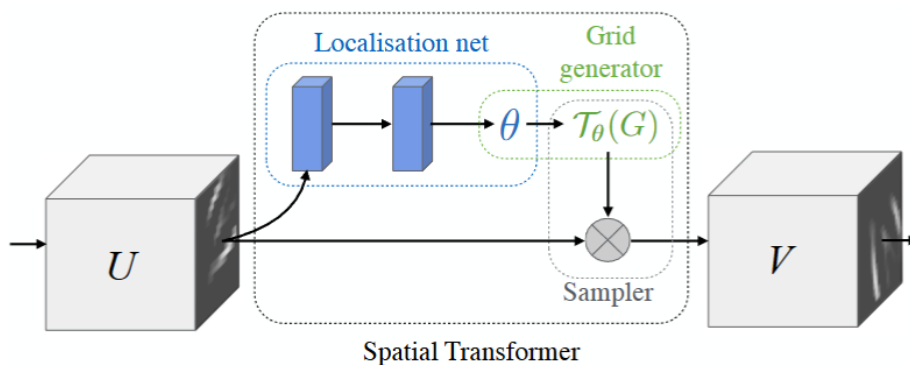 Localisation net
Grid
generator
θ
𝒯θ(G)
U
V
Sampler
Spatial Transformer